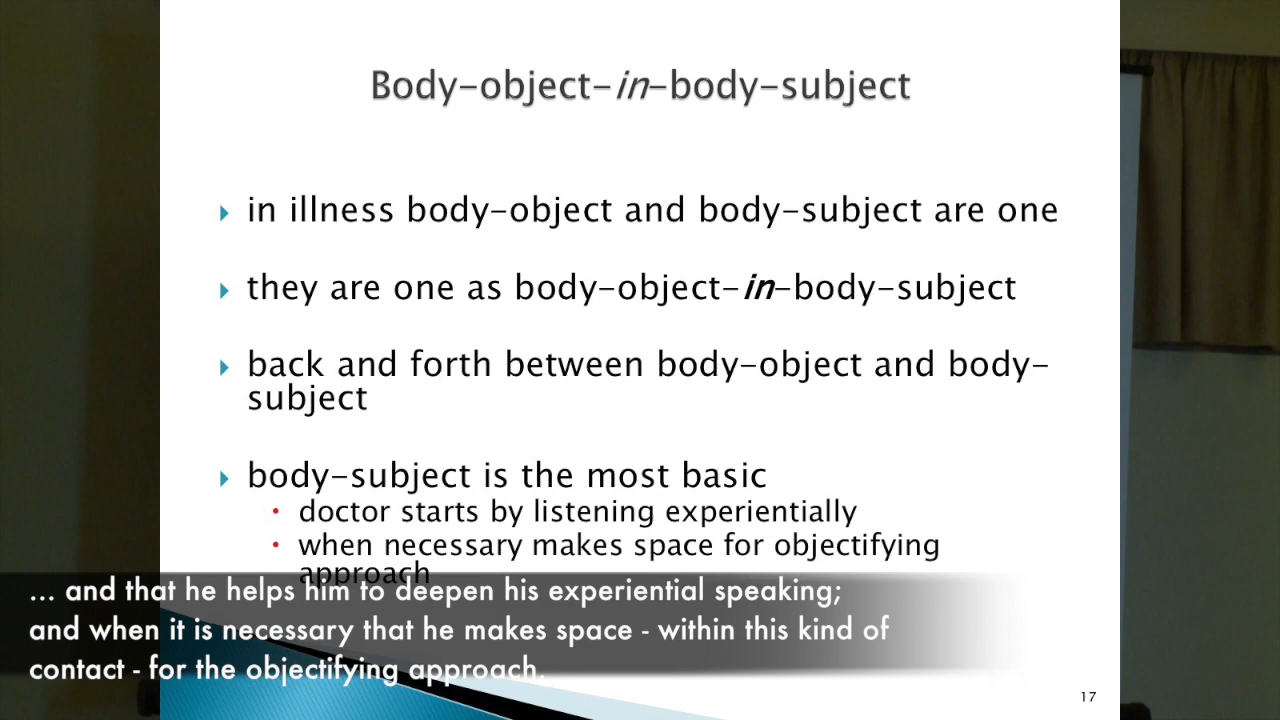 Body-object-in-body-subject
in illness body-object and body-subject are one
they are one as body-object-in-body-subject
back and forth between body-object and body-
subject
body-subject is the most basic
doctor starts by listening experientially
when necessary makes space for objectifying
approach
... and that he helps him to deepen his experiential speaking;
and when it is necessary that he makes space - within this kind of
contact - for the objectifying approach.
17